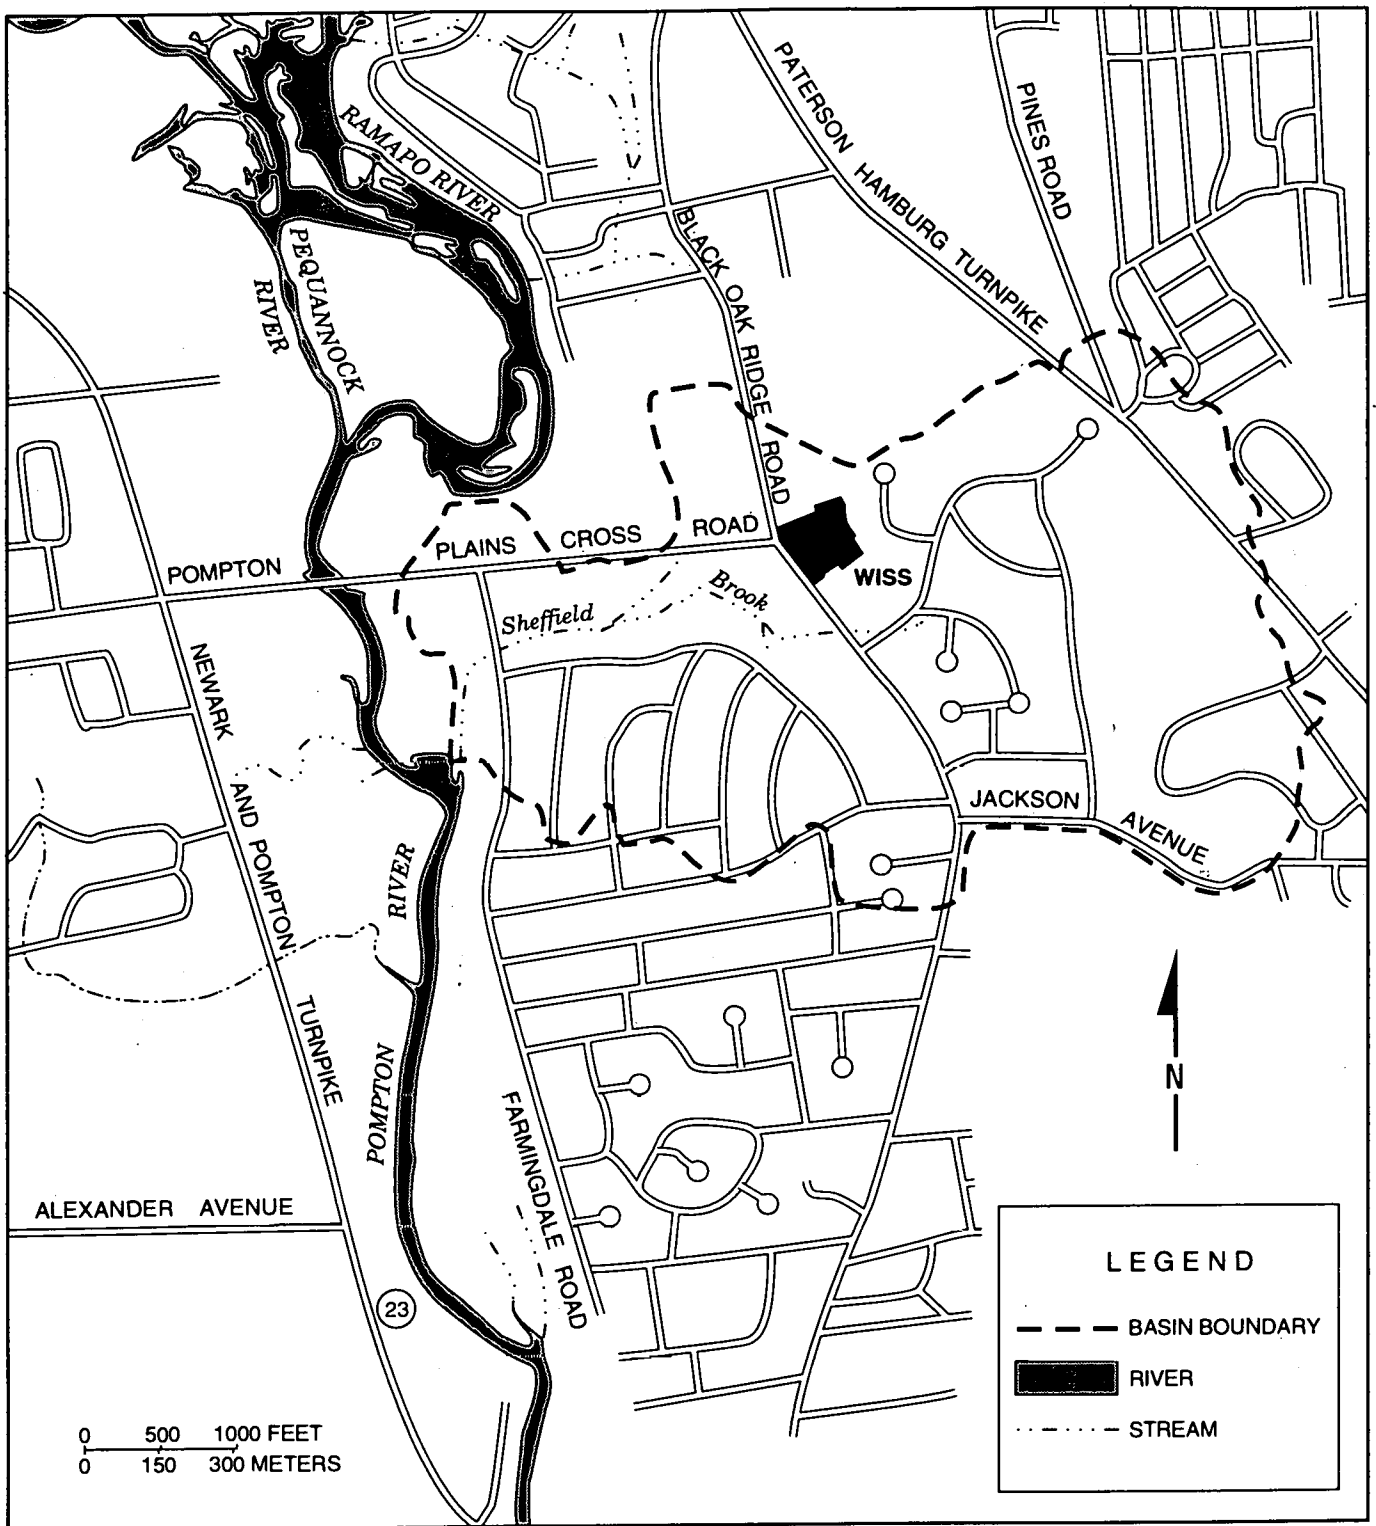 PATERSON HAMBURG TURNPIKE
PINES ROAD
RAMAPO RIVER
BLACK OAK RIDGE ROAD
PEQUANNOCK
RIVER
POMPTON PLAINS CROSS ROAD
WISS
Sheffield Brook
NEWARK AND POMPTON TURNPIKE
JACKSON AVENUE
POMPTON RIVER
FARMINGDALE ROAD
ALEXANDER AVENUE
N
23
LEGEND
BASIN BOUNDARY
RIVER
STREAM
0 500 1000 FEET
0 150 300 METERS